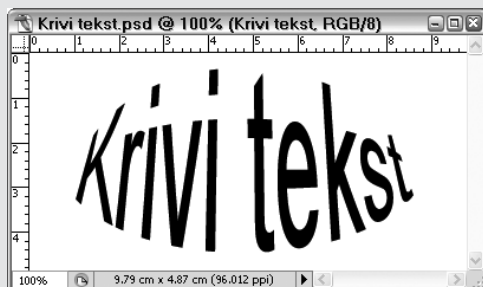 Krivi tekst.psd @ 100% (Krivi tekst, RGB/8)
0 1 2 3 4 5 6 7 8 9
0
1
2
3
4
Krivi tekst
100% 9.79 cm x 4.87 cm (96.012 ppi)